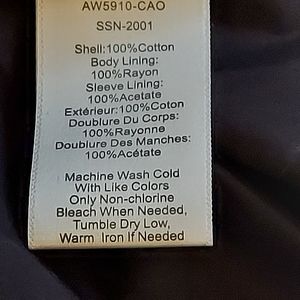 AW5910-CAO
SSN-2001
Shell:100%Cotton
Body Lining:
100%Rayon
Sleeve Lining:
100%Acetate
Extérieur:100%Coton
Doublure Du Corps:
100%Rayonne
Doublure Des Manches:
100%Acétate
Machine Wash Cold
With Like Colors
Only Non-chlorine
Bleach When Needed,
Tumble Dry Low,
Warm Iron If Needed